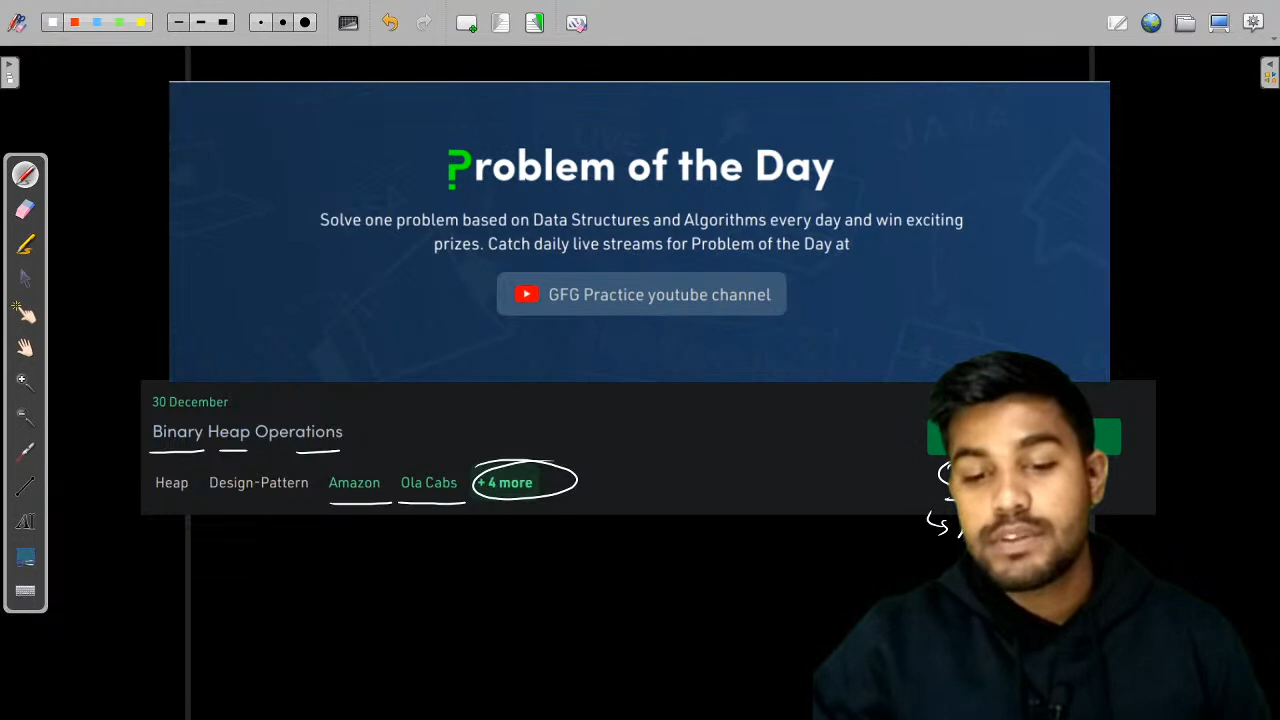 ?roblem of the Day
Solve one problem based on Data Structures and Algorithms every day and win exciting
prizes. Catch daily live streams for Problem of the Day at
GFG Practice youtube channel
30 December
Binary Heap Operations
Heap Design-Pattern Amazon Ola Cabs + 4 more